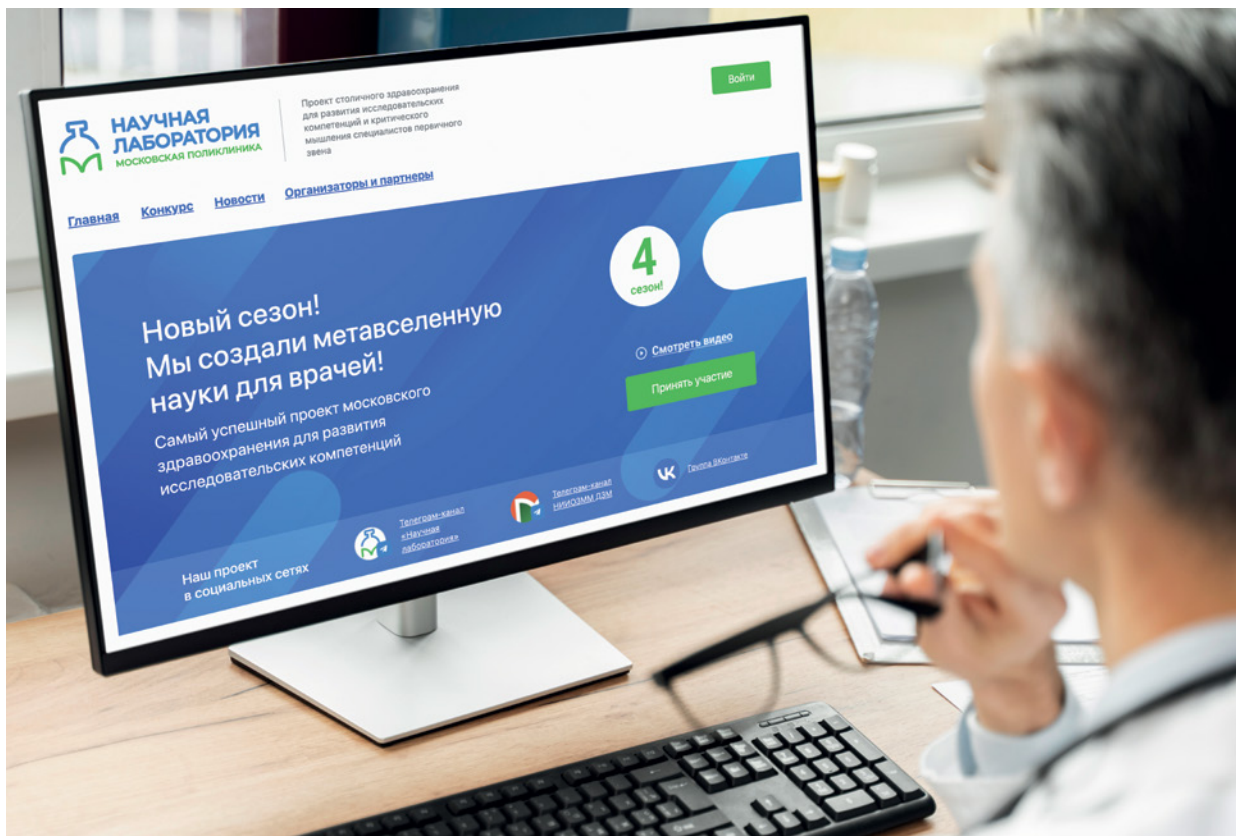 НАУЧНАЯ
ЛАБОРАТОРИЯ
МОСКОВСКАЯ ПОЛИКЛИНИКА
Проект столичного здравоохранения
для развития исследовательских
компетенций и критического
мышления специалистов первичного
звена
Войти
Главная Конкурс Новости Организаторы и партнеры
Новый сезон!
Мы создали метавселенную
науки для врачей!
Самый успешный проект московского
здравоохранения для развития
исследовательских компетенций
4
сезон!
Смотреть видео
Принять участие
Наш проект
в социальных сетях
Телеграм-канал
«Научная
лаборатория»
Телеграм-канал
НИИОЗММ ДЗМ
Группа ВКонтакте